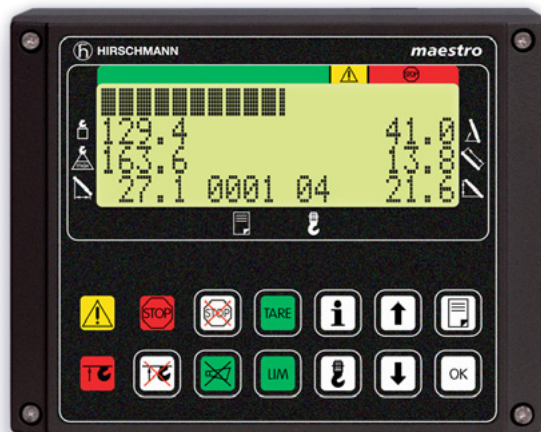 HIRSCHMANN maestro
STOP
129.4 41.0
max
163.6 13.8
27.1 0001 04 21.6
STOP STOP TARE i
LIM OK